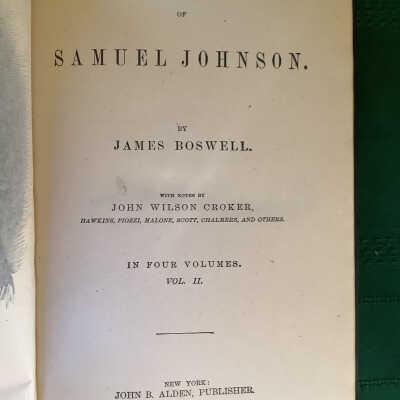 OF
SAMUEL JOHNSON.
BY
JAMES BOSWELL.
WITH NOTES BY
JOHN WILSON CROKER,
HAWKINS, PIOZZI, MALONE, SCOTT, CHALMERS, AND OTHERS.
IN FOUR VOLUMES.
VOL. II.
NEW YORK:
JOHN B. ALDEN, PUBLISHER.